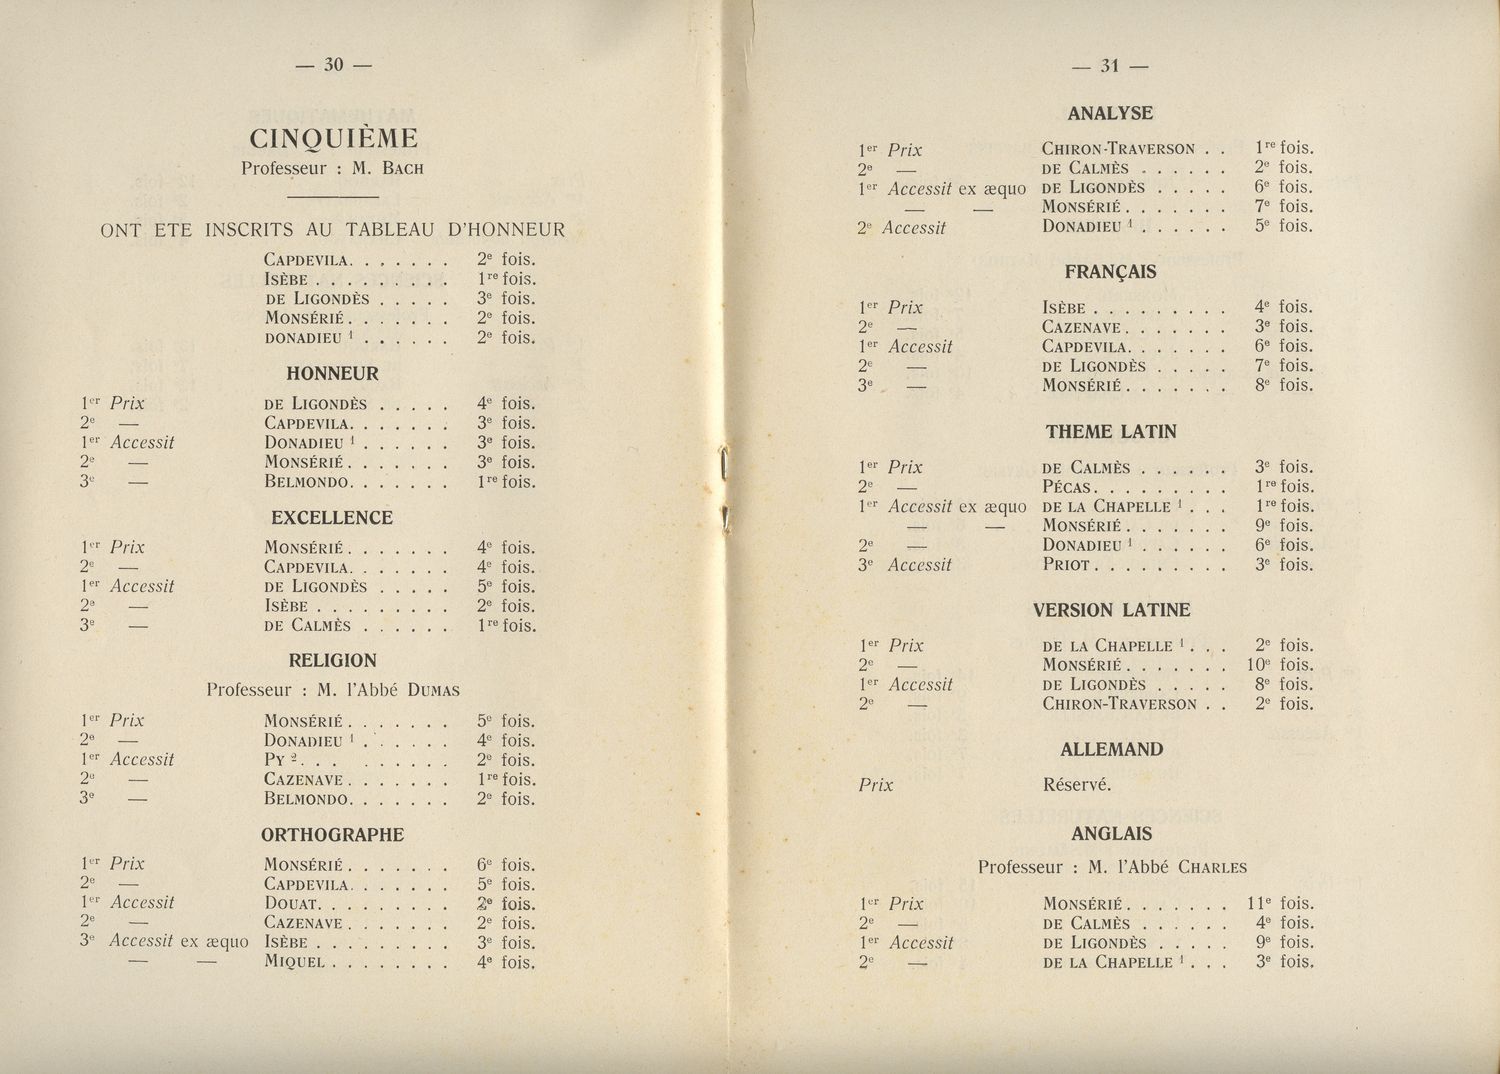 — 30 —
CINQUIÈME
Professeur : M. BACH
ONT ETE INSCRITS AU TABLEAU D'HONNEUR
CAPDEVILA. . . . . . . 2e fois.
ISÈBE . . . . . . . . . 1re fois.
DE LIGONDÈS . . . . . 3e fois.
MONSÉRIÉ . . . . . . . 2e fois.
DONADIEU 1 . . . . . . 2e fois.
HONNEUR
1er Prix DE LIGONDÈS . . . . . 4e fois.
2e — CAPDEVILA. . . . . . . 3e fois.
1er Accessit DONADIEU 1 . . . . . . 3e fois.
2e — MONSÉRIÉ . . . . . . . 3e fois.
3e — BELMONDO. . . . . . . 1re fois.
EXCELLENCE
1er Prix MONSÉRIÉ . . . . . . . 4e fois.
2e — CAPDEVILA. . . . . . . 4e fois.
1er Accessit DE LIGONDÈS . . . . . 5e fois.
2e — ISÈBE . . . . . . . . . 2e fois.
3e — DE CALMÈS . . . . . . 1re fois.
RELIGION
Professeur : M. l'Abbé DUMAS
1er Prix MONSÉRIÉ . . . . . . . 5e fois.
2e — DONADIEU 1 . . . . . . 4e fois.
1er Accessit PY 2. . . . . . . . . 2e fois.
2e — CAZENAVE . . . . . . . 1re fois.
3e — BELMONDO. . . . . . . 2e fois.
ORTHOGRAPHE
1er Prix MONSÉRIÉ . . . . . . . 6e fois.
2e — CAPDEVILA. . . . . . . 5e fois.
1er Accessit DOUAT. . . . . . . . . 2e fois.
2e — CAZENAVE . . . . . . . 2e fois.
3e Accessit ex æquo ISÈBE . . . . . . . . . 3e fois.
— — MIQUEL . . . . . . . . 4e fois.
— 31 —
ANALYSE
1er Prix CHIRON-TRAVERSON . . 1re fois.
2e — DE CALMÈS . . . . . . 2e fois.
1er Accessit ex æquo DE LIGONDÈS . . . . . 6e fois.
— — MONSÉRIÉ . . . . . . . 7e fois.
2e Accessit DONADIEU 1 . . . . . . 5e fois.
FRANÇAIS
1er Prix ISÈBE . . . . . . . . . 4e fois.
2e — CAZENAVE . . . . . . . 3e fois.
1er Accessit CAPDEVILA. . . . . . . 6e fois.
2e — DE LIGONDÈS . . . . . 7e fois.
3e — MONSÉRIÉ . . . . . . . 8e fois.
THEME LATIN
1er Prix DE CALMÈS . . . . . . 3e fois.
2e — PÉCAS. . . . . . . . . 1re fois.
1er Accessit ex æquo DE LA CHAPELLE 1 . . . 1re fois.
— — MONSÉRIÉ . . . . . . . 9e fois.
2e — DONADIEU 1 . . . . . . 6e fois.
3e Accessit PRIOT . . . . . . . . . 3e fois.
VERSION LATINE
1er Prix DE LA CHAPELLE 1 . . . 2e fois.
2e — MONSÉRIÉ . . . . . . . 10e fois.
1er Accessit DE LIGONDÈS . . . . . 8e fois.
2e — CHIRON-TRAVERSON . . 2e fois.
ALLEMAND
Prix Réservé.
ANGLAIS
Professeur : M. l'Abbé CHARLES
1er Prix MONSÉRIÉ . . . . . . . 11e fois.
2e — DE CALMÈS . . . . . . 4e fois.
1er Accessit DE LIGONDÈS . . . . . 9e fois.
2e — DE LA CHAPELLE 1 . . . 3e fois.